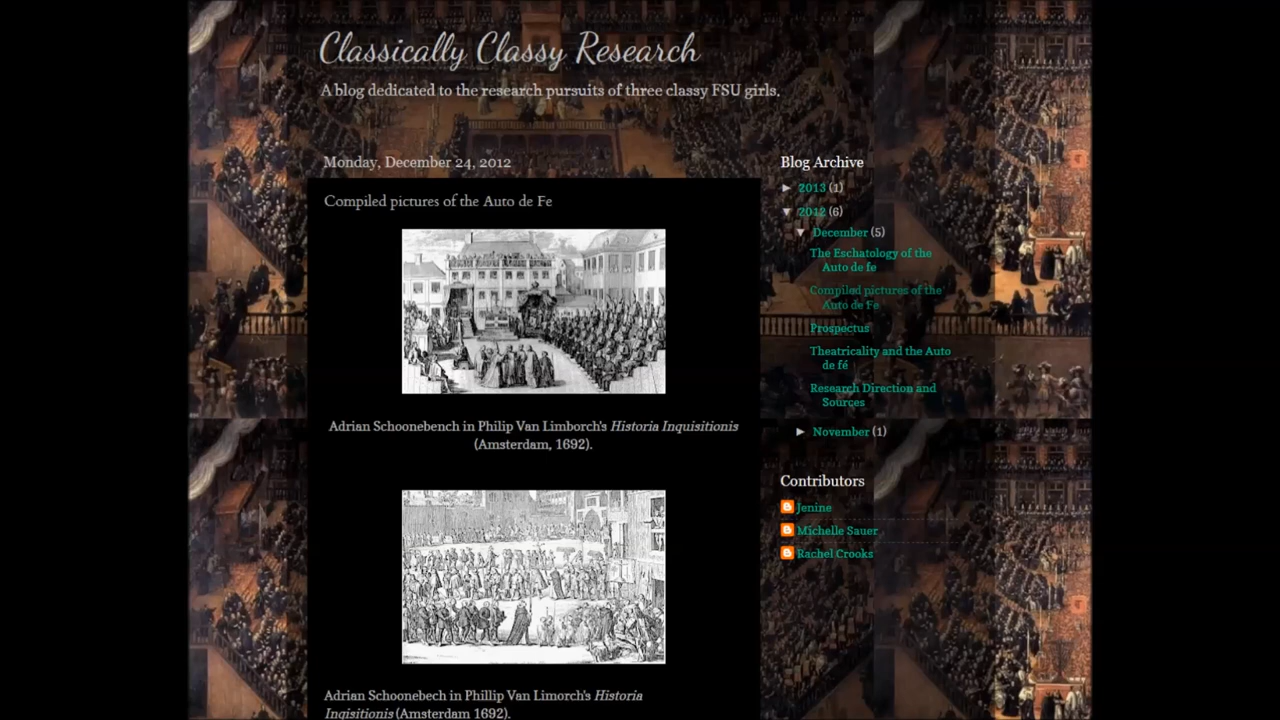 Classically Classy Research
A blog dedicated to the research pursuits of three classy FSU girls.
Monday, December 24, 2012
Compiled pictures of the Auto de Fe
Adrian Schoonebench in Philip Van Limborch's Historia Inquisitionis
(Amsterdam, 1692).
Adrian Schoonebech in Phillip Van Limorch's Historia
Inqisitionis (Amsterdam 1692).
Blog Archive
► 2013 (1)
▼ 2012 (6)
▼ December (5)
The Eschatology of the
Auto de fe
Compiled pictures of the
Auto de Fe
Prospectus
Theatricality and the Auto
de fé
Research Direction and
Sources
► November (1)
Contributors
Jenine
Michelle Sauer
Rachel Crooks